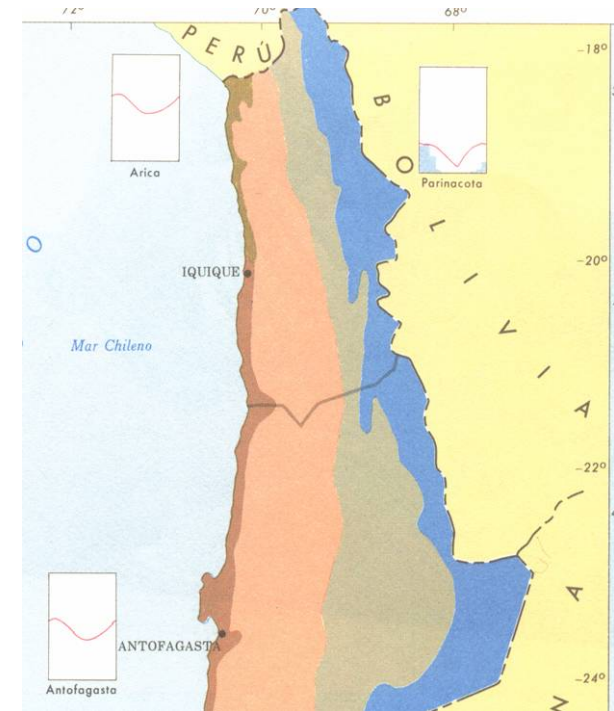 72°
70°
68°
PERÚ
-18°
BOLIVIA
Arica
Parinacota
O
-20°
IQUIQUE
Mar Chileno
-22°
A
ANTOFAGASTA
Antofagasta
-24°